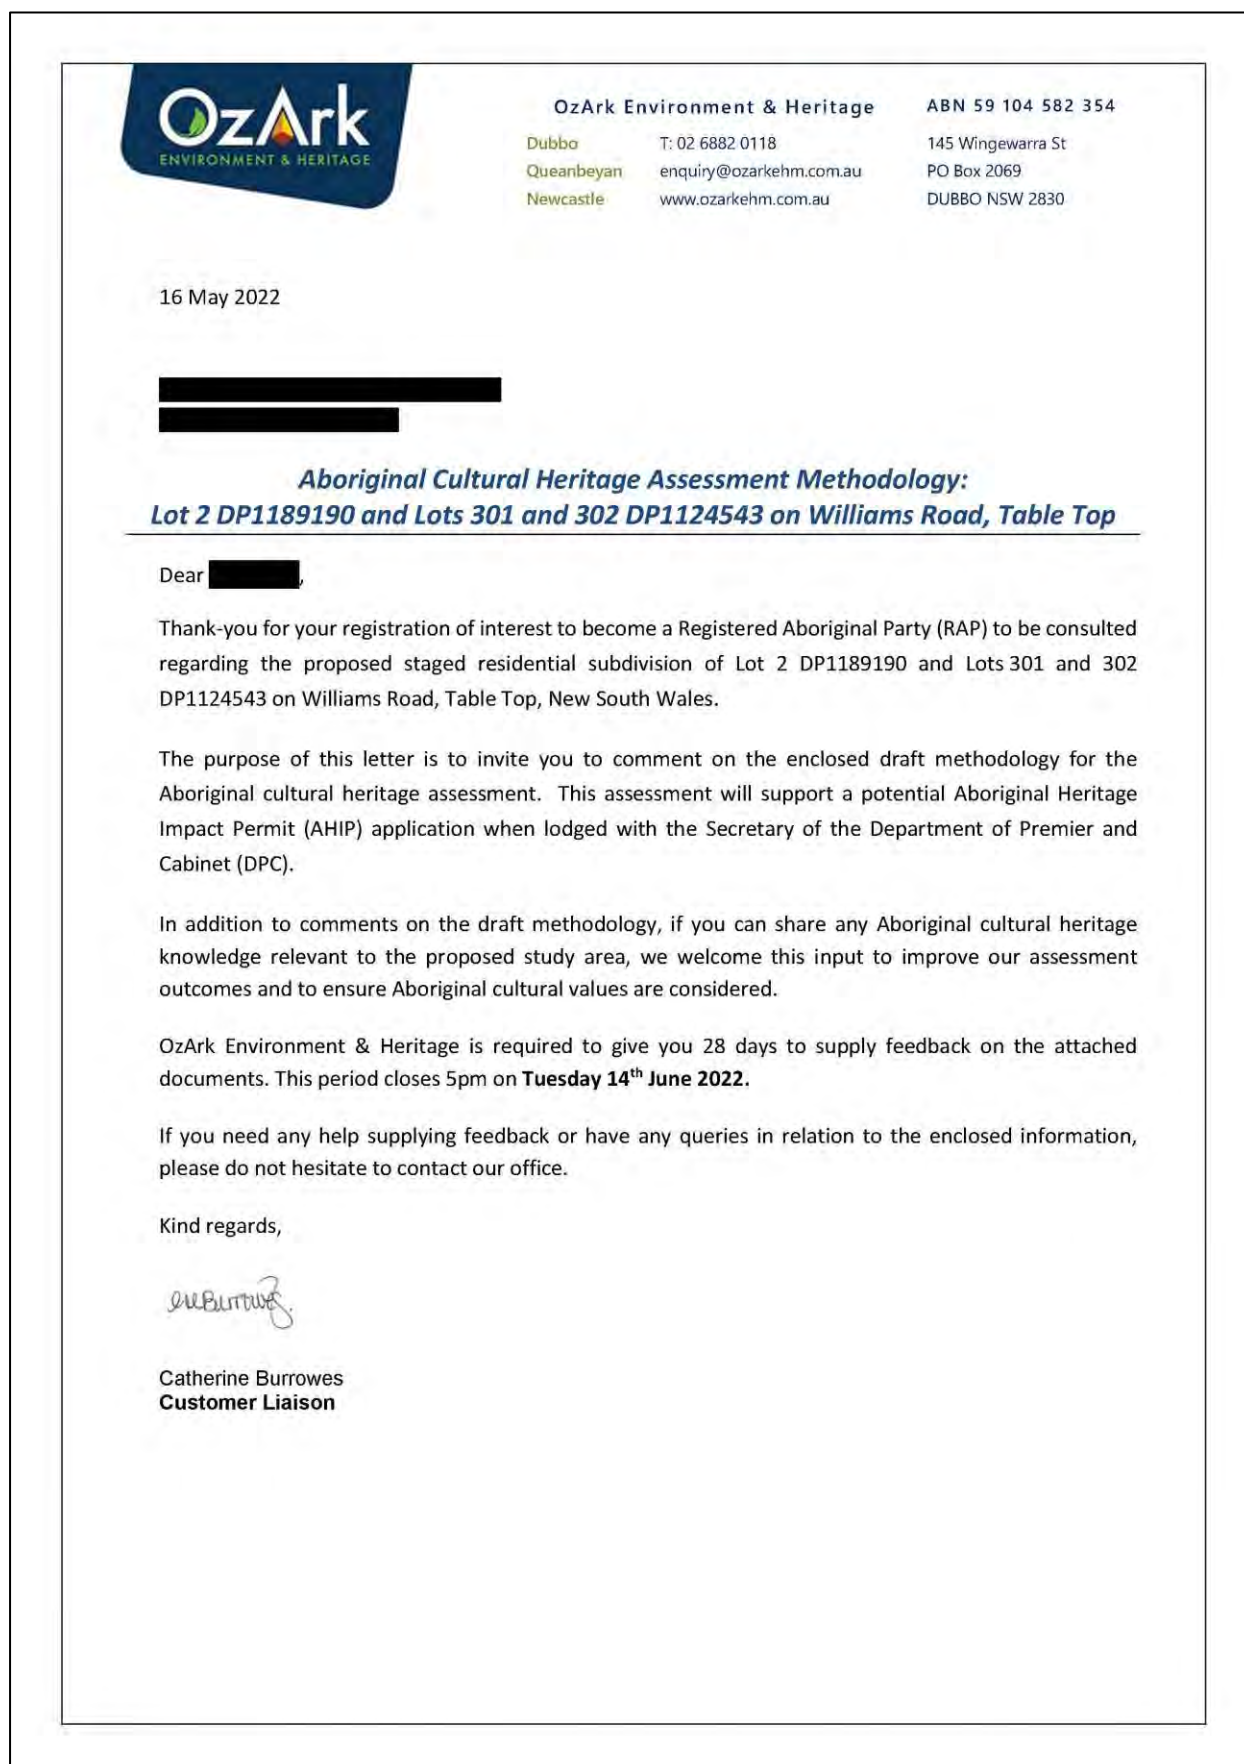 OzArk
ENVIRONMENT & HERITAGE
OzArk Environment & Heritage
ABN 59 104 582 354
Dubbo
T: 02 6882 0118
145 Wingewarra St
Queanbeyan
enquiry@ozarkehm.com.au
PO Box 2069
Newcastle
www.ozarkehm.com.au
DUBBO NSW 2830
16 May 2022
Aboriginal Cultural Heritage Assessment Methodology:
Lot 2 DP1189190 and Lots 301 and 302 DP1124543 on Williams Road, Table Top
Dear ,
Thank-you for your registration of interest to become a Registered Aboriginal Party (RAP) to be consulted
regarding the proposed staged residential subdivision of Lot 2 DP1189190 and Lots 301 and 302
DP1124543 on Williams Road, Table Top, New South Wales.
The purpose of this letter is to invite you to comment on the enclosed draft methodology for the
Aboriginal cultural heritage assessment. This assessment will support a potential Aboriginal Heritage
Impact Permit (AHIP) application when lodged with the Secretary of the Department of Premier and
Cabinet (DPC).
In addition to comments on the draft methodology, if you can share any Aboriginal cultural heritage
knowledge relevant to the proposed study area, we welcome this input to improve our assessment
outcomes and to ensure Aboriginal cultural values are considered.
OzArk Environment & Heritage is required to give you 28 days to supply feedback on the attached
documents. This period closes 5pm on Tuesday 14th June 2022.
If you need any help supplying feedback or have any queries in relation to the enclosed information,
please do not hesitate to contact our office.
Kind regards,
Catherine Burrowes
Customer Liaison